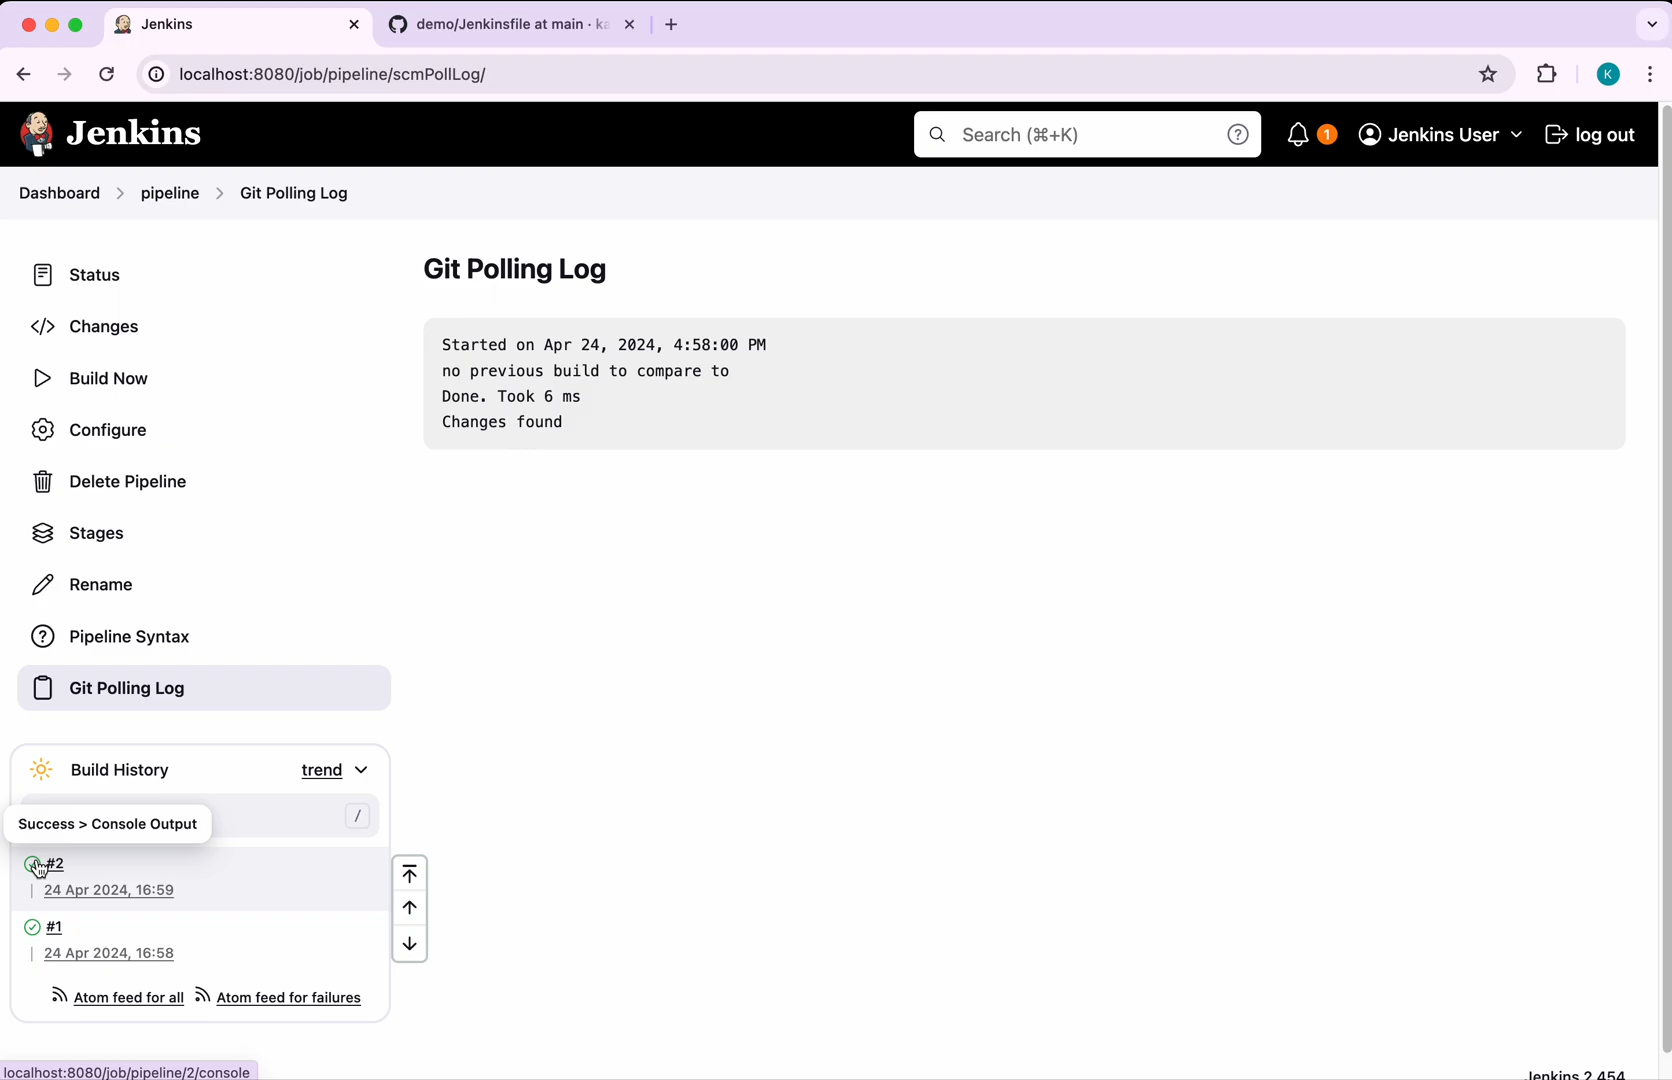 Jenkins
demo/Jenkinsfile at main · ka
localhost:8080/job/pipeline/scmPollLog/
K
Jenkins
Search (⌘+K)
1
Jenkins User
log out
Dashboard > pipeline > Git Polling Log
Status
Changes
Build Now
Configure
Delete Pipeline
Stages
Rename
Pipeline Syntax
Git Polling Log
Git Polling Log
Started on Apr 24, 2024, 4:58:00 PM
no previous build to compare to
Done. Took 6 ms
Changes found
Build History
trend
/
Success > Console Output
#2
24 Apr 2024, 16:59
#1
24 Apr 2024, 16:58
Atom feed for all
Atom feed for failures
localhost:8080/job/pipeline/2/console
Jenkins 2.454